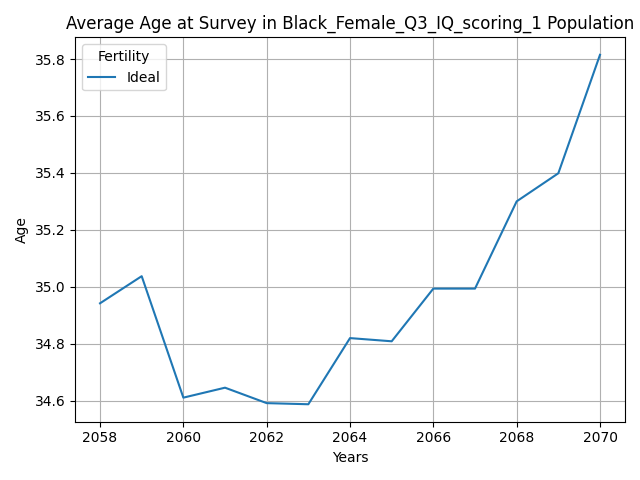 Average Age at Survey in Black_Female_Q3_IQ_scoring_1 Population
Fertility
Ideal
35.8
35.6
35.4
35.2
35.0
34.8
34.6
Age
2058 2060 2062 2064 2066 2068 2070
Years